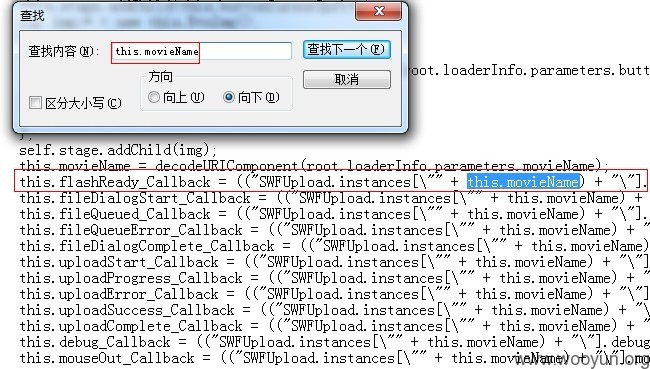 查找
查找内容(N):
this.movieName
查找下一个(F)
方向
取消
区分大小写(C)
向上(U)
向下(D)
root.loaderInfo.parameters.butt
};
self.stage.addChild(img);
this.movieName = decodeURIComponent(root.loaderInfo.parameters.movieName);
this.flashReady_Callback = (("SWFUpload.instances[\"" + this.movieName) + "\"].
this.fileDialogStart_Callback = (("SWFUpload.instances[\"" + this.movieName) +
this.fileQueued_Callback = (("SWFUpload.instances[\"" + this.movieName) + "\"].
this.fileQueueError_Callback = (("SWFUpload.instances[\"" + this.movieName) + "
this.fileDialogComplete_Callback = (("SWFUpload.instances[\"" + this.movieName)
this.uploadStart_Callback = (("SWFUpload.instances[\"" + this.movieName) + "\"]
this.uploadProgress_Callback = (("SWFUpload.instances[\"" + this.movieName) + "
this.uploadError_Callback = (("SWFUpload.instances[\"" + this.movieName) + "\"]
this.uploadSuccess_Callback = (("SWFUpload.instances[\"" + this.movieName) + "\
this.uploadComplete_Callback = (("SWFUpload.instances[\"" + this.movieName) + "
this.debug_Callback = (("SWFUpload.instances[\"" + this.movieName) + "\"].debug
this.mouseOut_Callback = (("SWFUpload.instances[\"" + this.movieName) + "\"].mo
www.wooyun.org